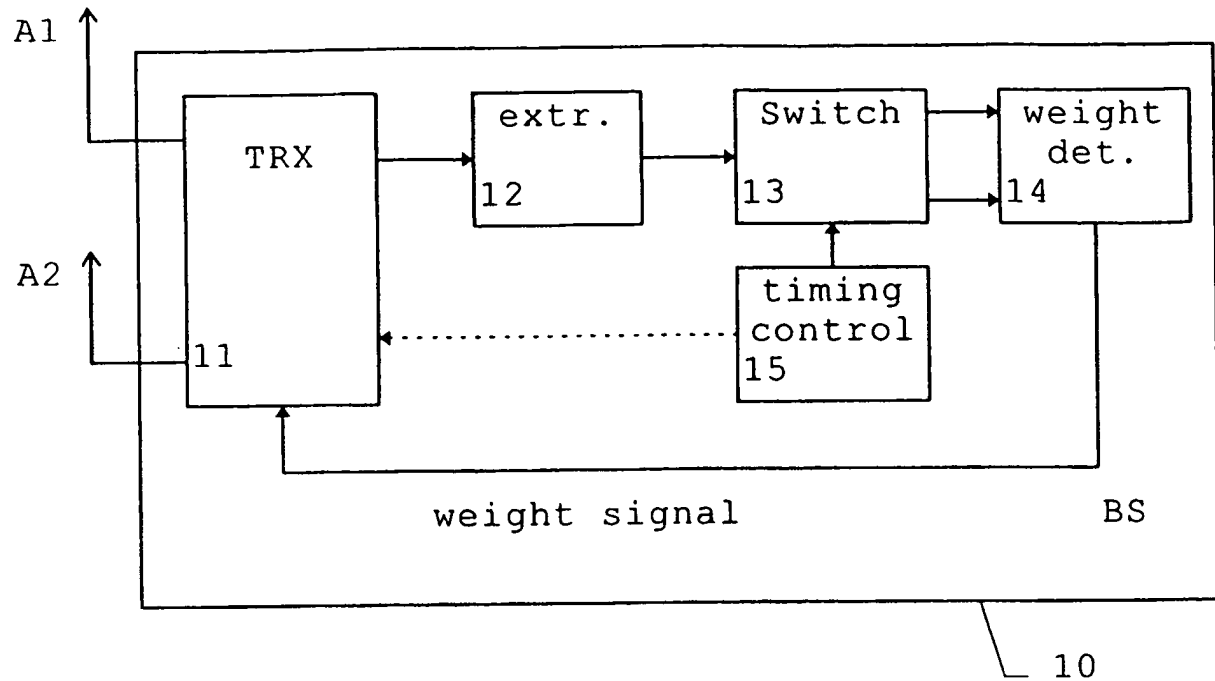 A1
TRX
11
extr.
12
Switch
13
weight
det.
14
A2
timing
control
15
weight signal
BS
10